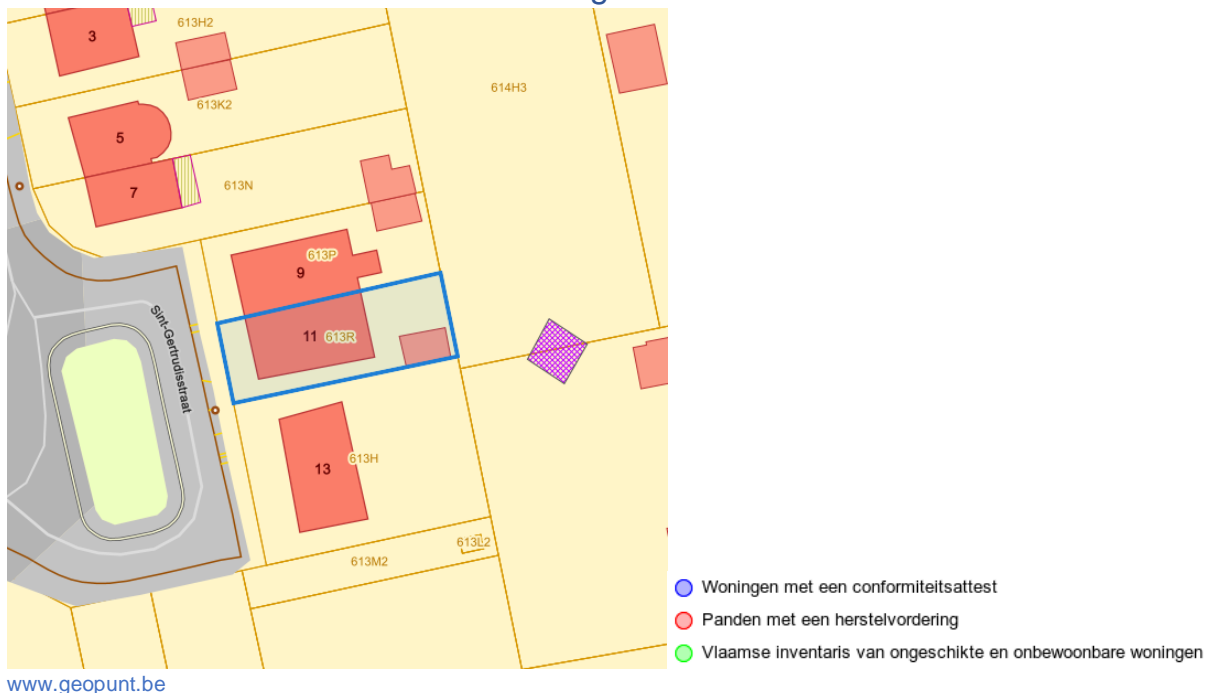 3
613H2
614H3
613K2
5
7
613N
613P
9
11
613R
Sint-Gertrudisstraat
13
613H
613L2
613M2
Woningen met een conformiteitsattest
Panden met een herstelvordering
Vlaamse inventaris van ongeschikte en onbewoonbare woningen
www.geopunt.be